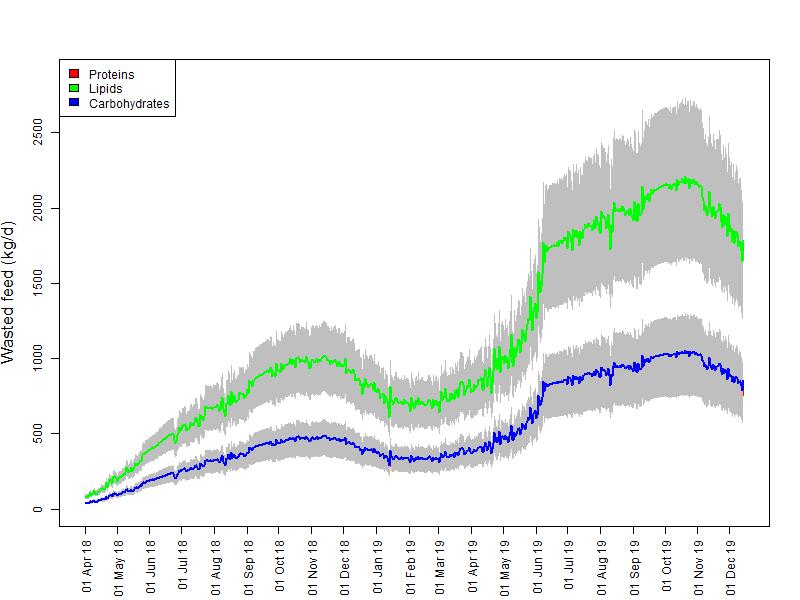 Proteins
Lipids
Carbohydrates
Wasted feed (kg/d)
2500
2000
1500
1000
500
0
01 Apr 18
01 May 18
01 Jun 18
01 Jul 18
01 Aug 18
01 Sep 18
01 Oct 18
01 Nov 18
01 Dec 18
01 Jan 19
01 Feb 19
01 Mar 19
01 Apr 19
01 May 19
01 Jun 19
01 Jul 19
01 Aug 19
01 Sep 19
01 Oct 19
01 Nov 19
01 Dec 19